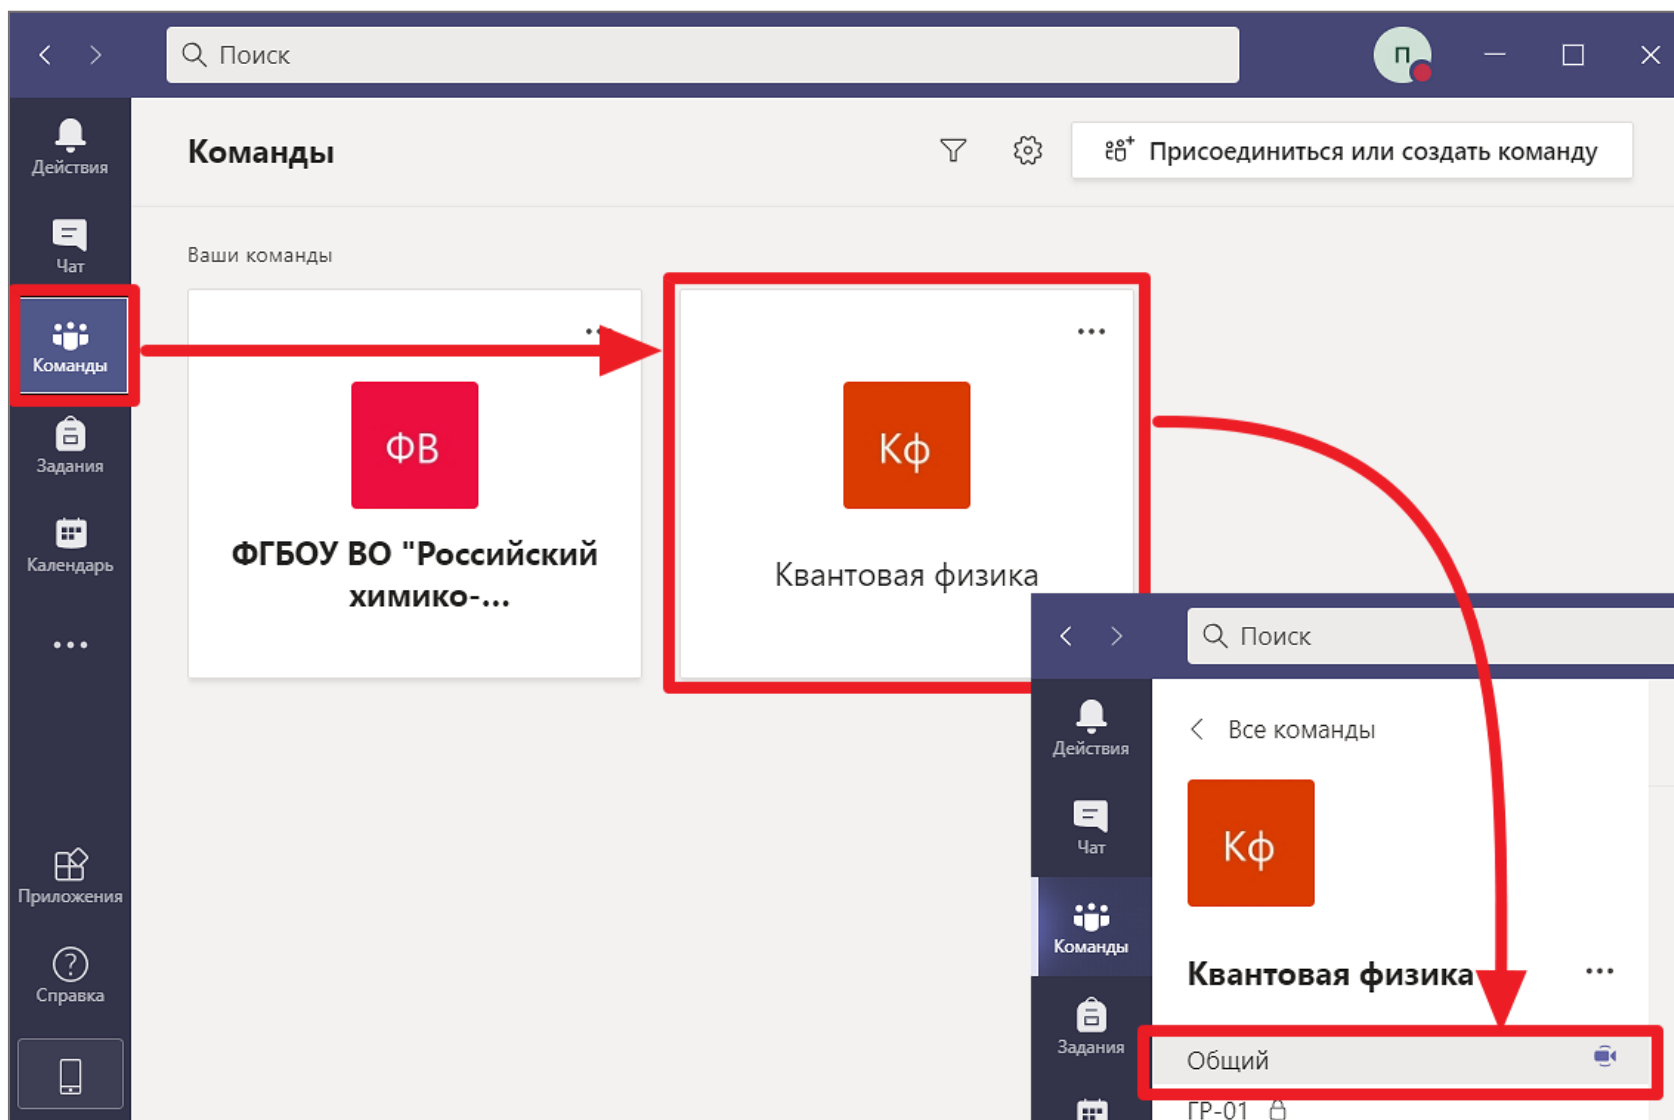 Поиск
П
Действия
Чат
Команды
Задания
Календарь
Приложения
Справка
Команды
Присоединиться или создать команду
Ваши команды
ФВ
ФГБОУ ВО "Российский
химико-...
Кф
Квантовая физика
Поиск
Действия
Чат
Команды
Задания
Все команды
Кф
Квантовая физика
Общий
ГР-01